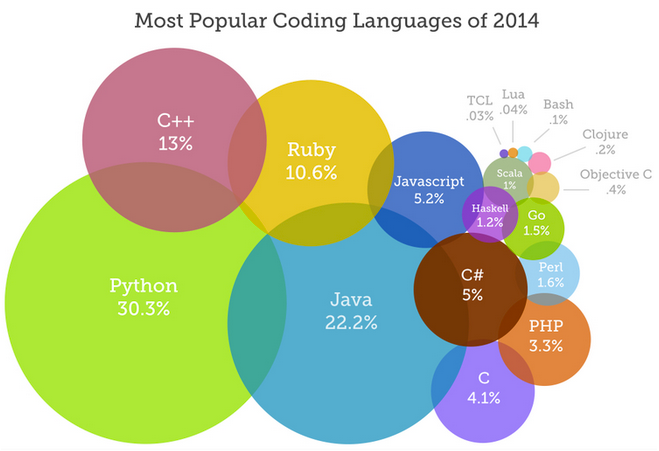 Most Popular Coding Languages of 2014
C++
13%
Ruby
10.6%
Javascript
5.2%
TCL
.03%
Lua
.04%
Bash
.1%
Clojure
.2%
Objective C
.4%
Scala
1%
Haskell
1.2%
Go
1.5%
Python
30.3%
Java
22.2%
C#
5%
Perl
1.6%
PHP
3.3%
C
4.1%